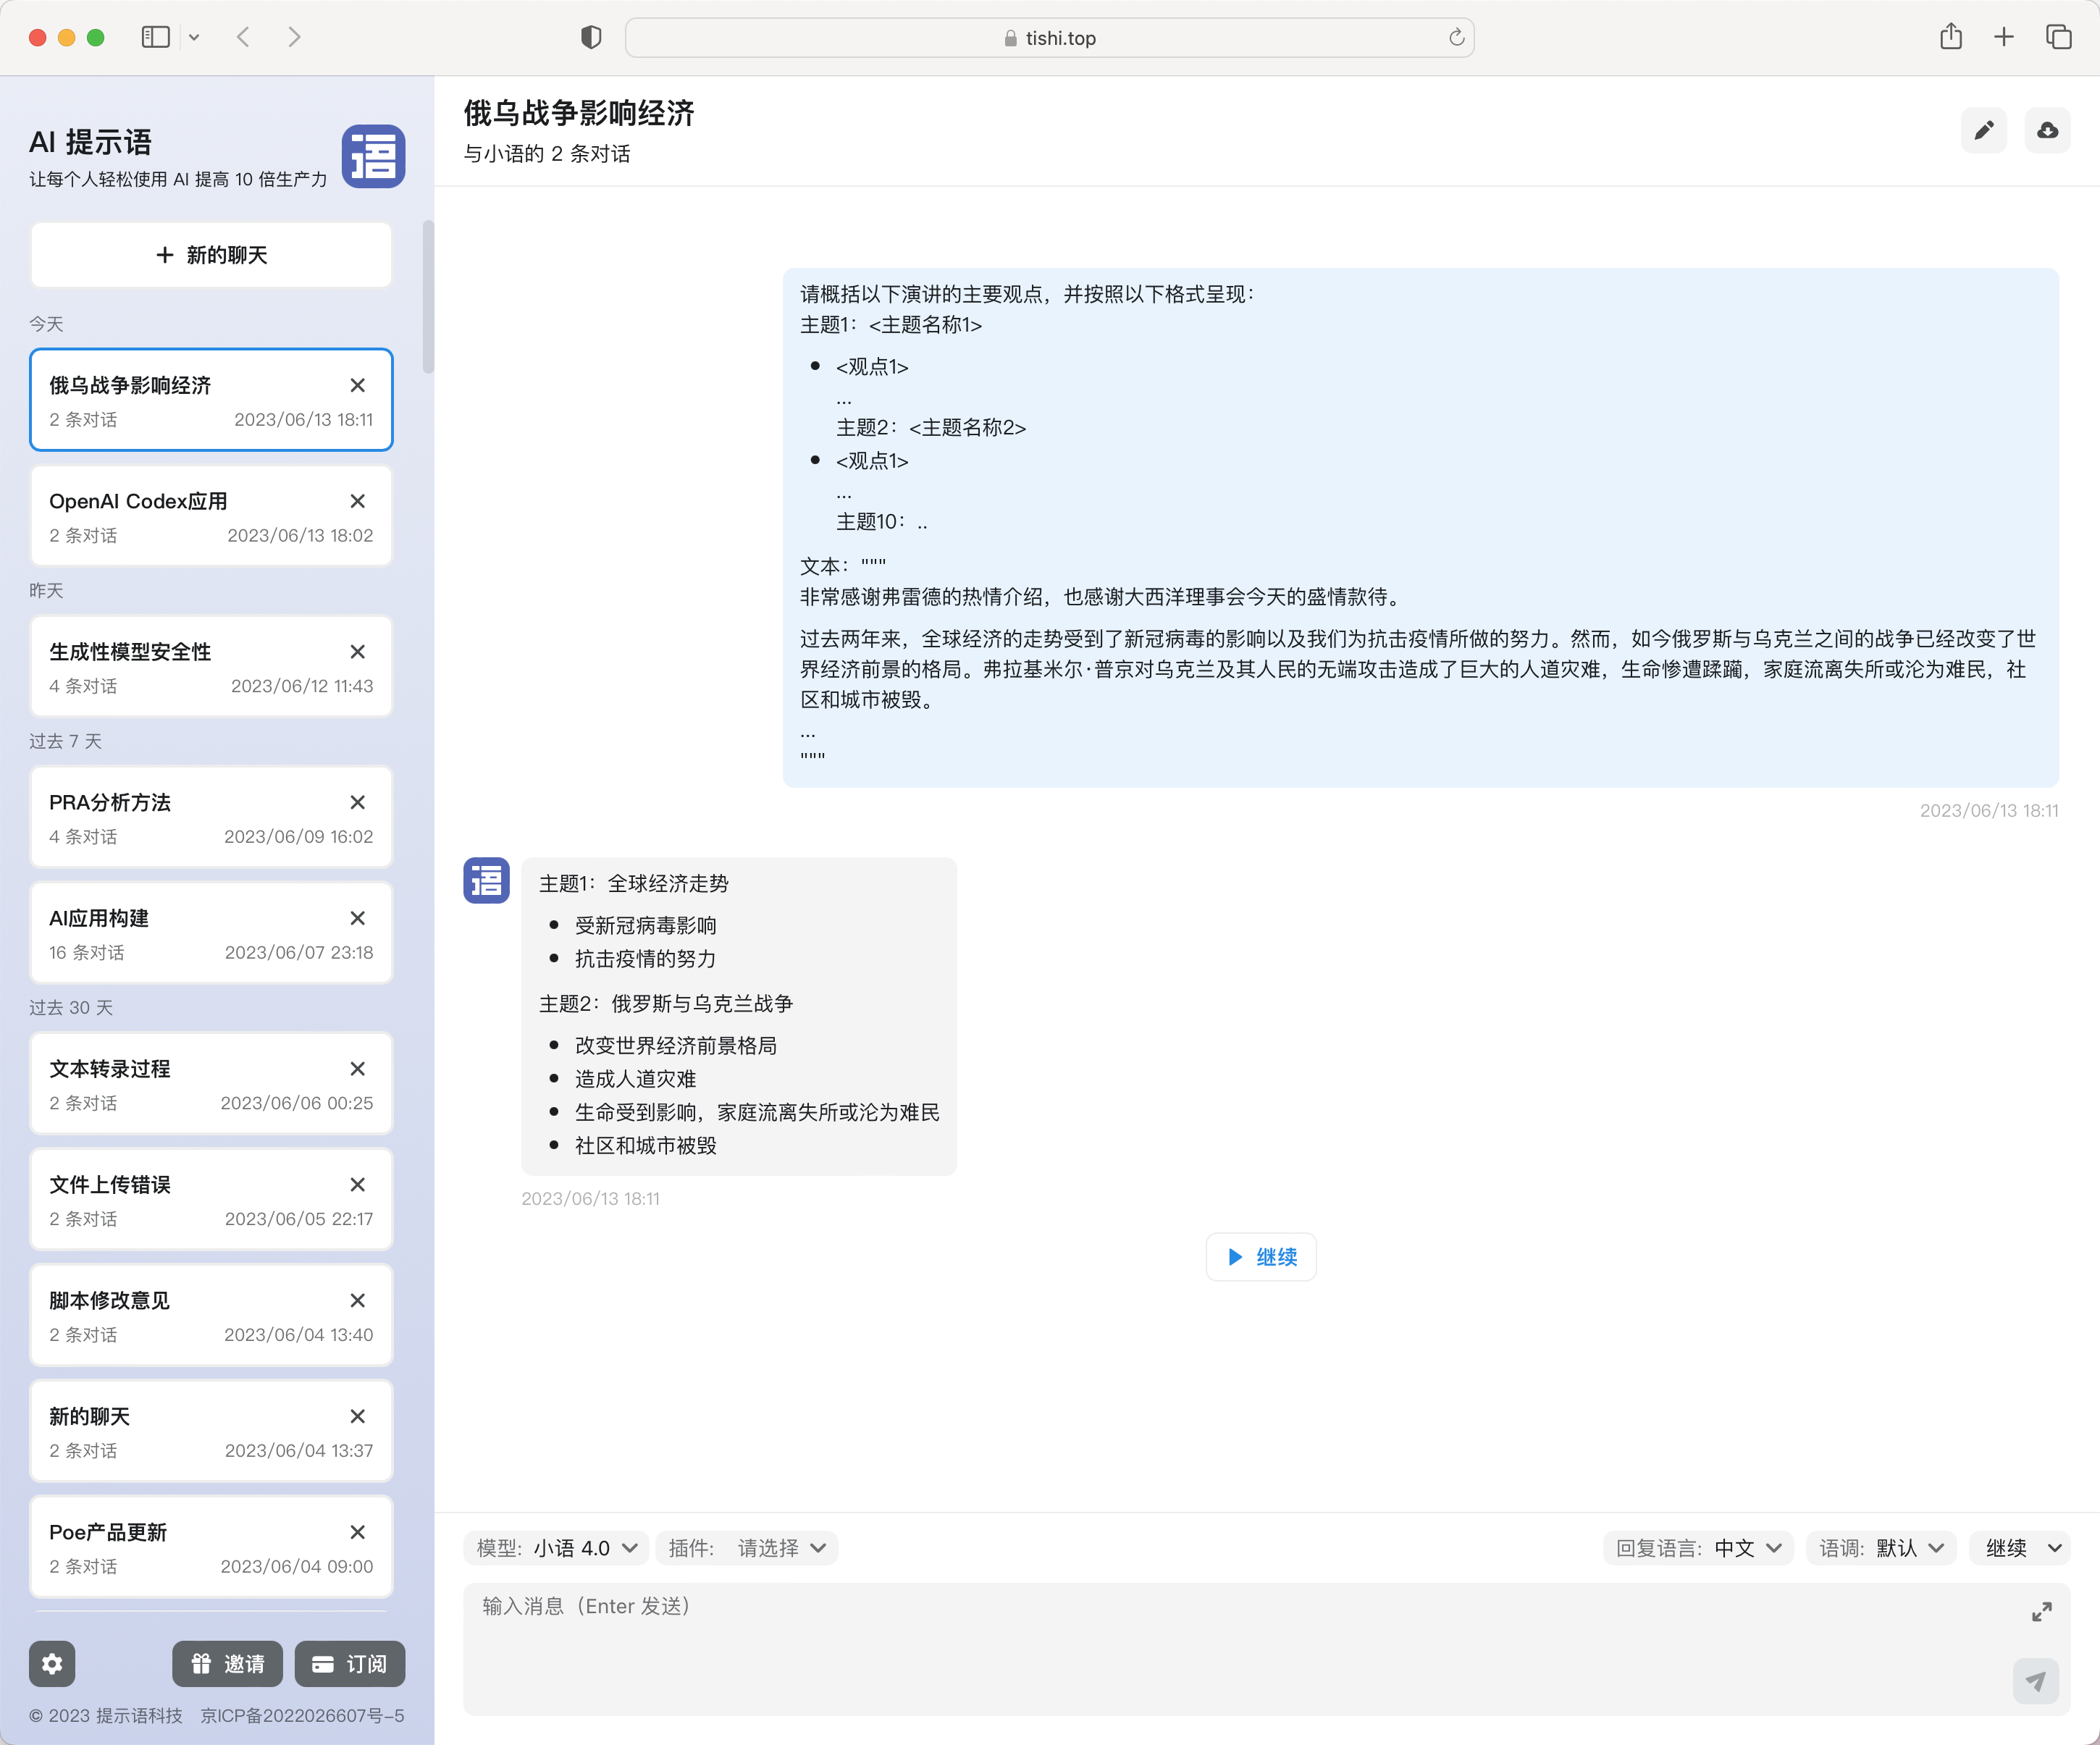 tishi.top
AI 提示语
让每个人轻松使用 AI 提高 10 倍生产力
语
新的聊天
今天
俄乌战争影响经济
2 条对话 2023/06/13 18:11
OpenAI Codex应用
2 条对话 2023/06/13 18:02
昨天
生成性模型安全性
4 条对话 2023/06/12 11:43
过去 7 天
PRA分析方法
4 条对话 2023/06/09 16:02
AI应用构建
16 条对话 2023/06/07 23:18
过去 30 天
文本转录过程
2 条对话 2023/06/06 00:25
文件上传错误
2 条对话 2023/06/05 22:17
脚本修改意见
2 条对话 2023/06/04 13:40
新的聊天
2 条对话 2023/06/04 13:37
Poe产品更新
2 条对话 2023/06/04 09:00
邀请 订阅
© 2023 提示语科技 京ICP备2022026607号-5
俄乌战争影响经济
与小语的 2 条对话
请概括以下演讲的主要观点，并按照以下格式呈现：
主题1：<主题名称1>
• <观点1>
...
主题2：<主题名称2>
• <观点1>
...
主题10：..
文本："""
非常感谢弗雷德的热情介绍，也感谢大西洋理事会今天的盛情款待。
过去两年来，全球经济的走势受到了新冠病毒的影响以及我们为抗击疫情所做的努力。然而，如今俄罗斯与乌克兰之间的战争已经改变了世
界经济前景的格局。弗拉基米尔·普京对乌克兰及其人民的无端攻击造成了巨大的人道灾难，生命惨遭蹂躏，家庭流离失所或沦为难民，社
区和城市被毁。
...
"""
2023/06/13 18:11
语
主题1：全球经济走势
• 受新冠病毒影响
• 抗击疫情的努力
主题2：俄罗斯与乌克兰战争
• 改变世界经济前景格局
• 造成人道灾难
• 生命受到影响，家庭流离失所或沦为难民
• 社区和城市被毁
2023/06/13 18:11
继续
模型: 小语 4.0 插件: 请选择 回复语言: 中文 语调: 默认 继续
输入消息（Enter 发送）